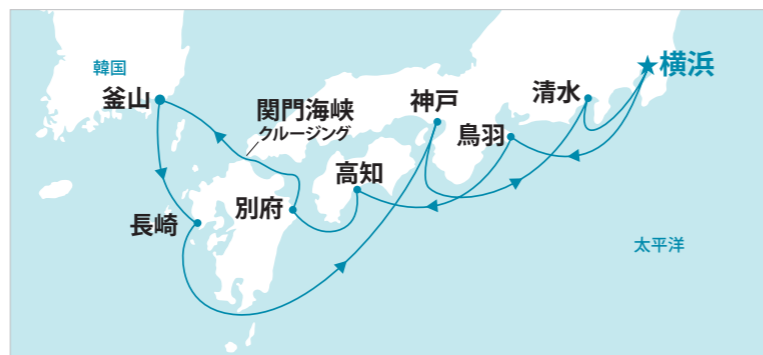 韓国
釜山
関門海峡
クルージング
神戸
清水
★横浜
鳥羽
高知
別府
長崎
太平洋